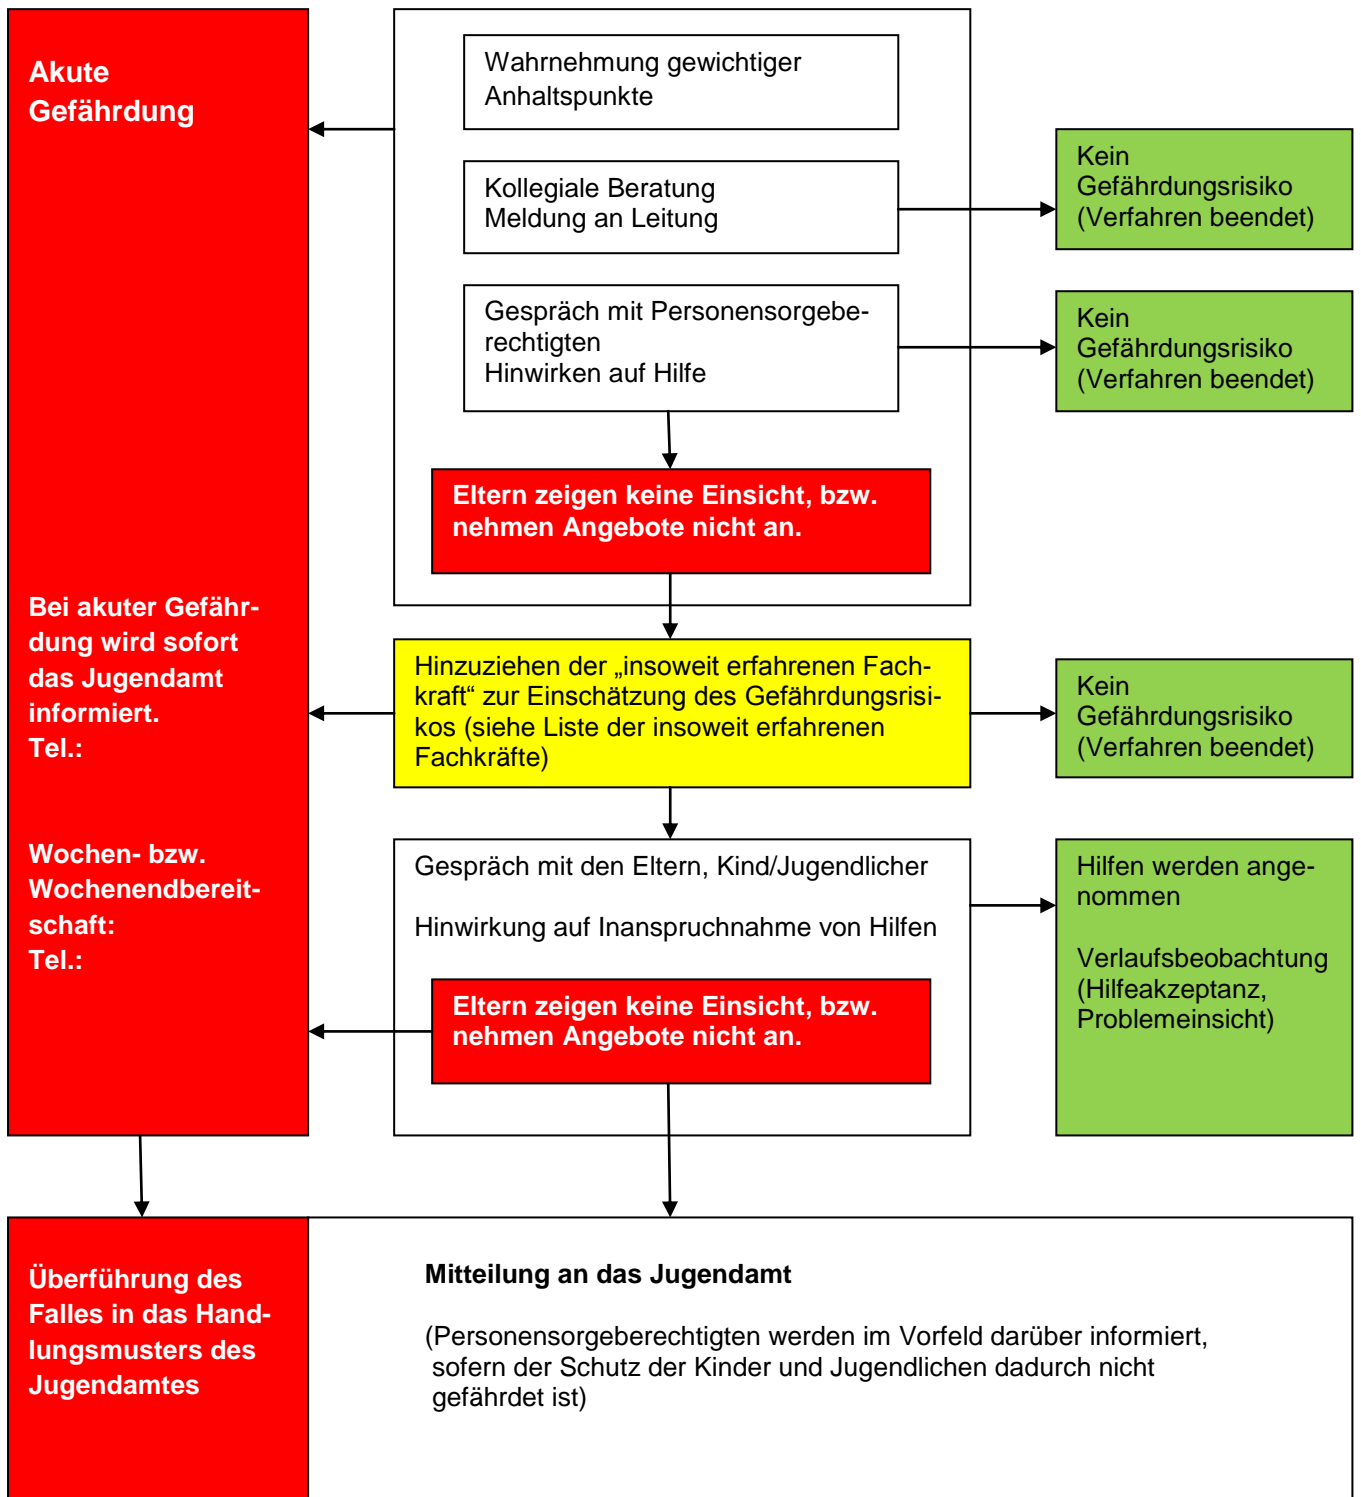 Akute
Gefährdung
Bei akuter Gefähr-
dung wird sofort
das Jugendamt
informiert.
Tel.:
Wochen- bzw.
Wochenendbereit-
schaft:
Tel.:
Wahrnehmung gewichtiger
Anhaltspunkte
Kollegiale Beratung
Meldung an Leitung
Kein
Gefährdungsrisiko
(Verfahren beendet)
Gespräch mit Personensorgebe-
rechtigten
Hinwirken auf Hilfe
Kein
Gefährdungsrisiko
(Verfahren beendet)
Eltern zeigen keine Einsicht, bzw.
nehmen Angebote nicht an.
Hinzuziehen der „insoweit erfahrenen Fach-
kraft“ zur Einschätzung des Gefährdungsrisi-
kos (siehe Liste der insoweit erfahrenen
Fachkräfte)
Kein
Gefährdungsrisiko
(Verfahren beendet)
Gespräch mit den Eltern, Kind/Jugendlicher
Hinwirkung auf Inanspruchnahme von Hilfen
Eltern zeigen keine Einsicht, bzw.
nehmen Angebote nicht an.
Hilfen werden ange-
nommen
Verlaufsbeobachtung
(Hilfeakzeptanz,
Problemeinsicht)
Überführung des
Falles in das Hand-
lungsmusters des
Jugendamtes
Mitteilung an das Jugendamt
(Personensorgeberechtigten werden im Vorfeld darüber informiert,
sofern der Schutz der Kinder und Jugendlichen dadurch nicht
gefährdet ist)